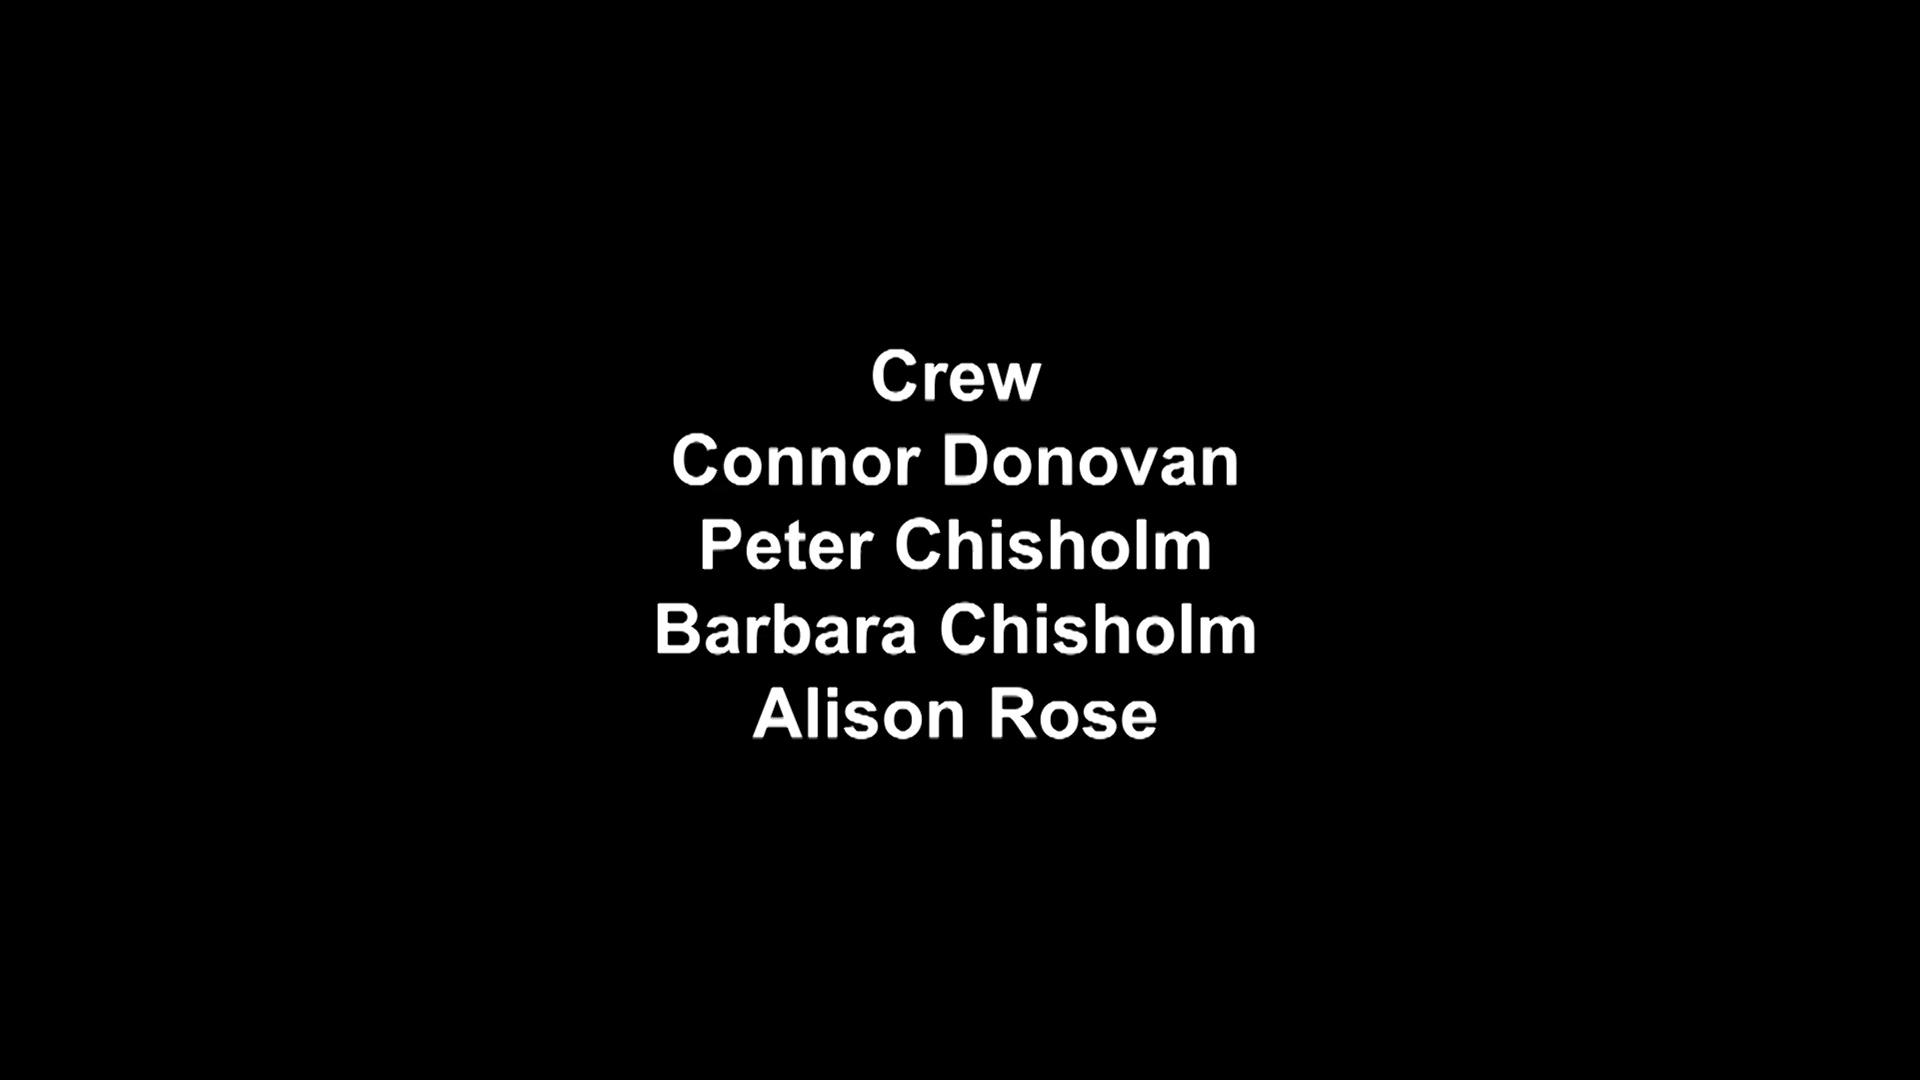 Crew
Connor Donovan
Peter Chisholm
Barbara Chisholm
Alison Rose